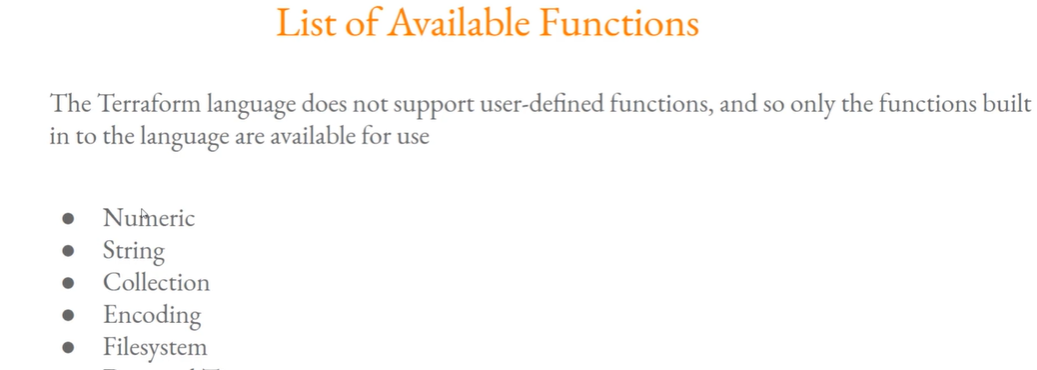 List of Available Functions
The Terraform language does not support user-defined functions, and so only the functions built
in to the language are available for use
● Numeric
● String
● Collection
● Encoding
● Filesystem